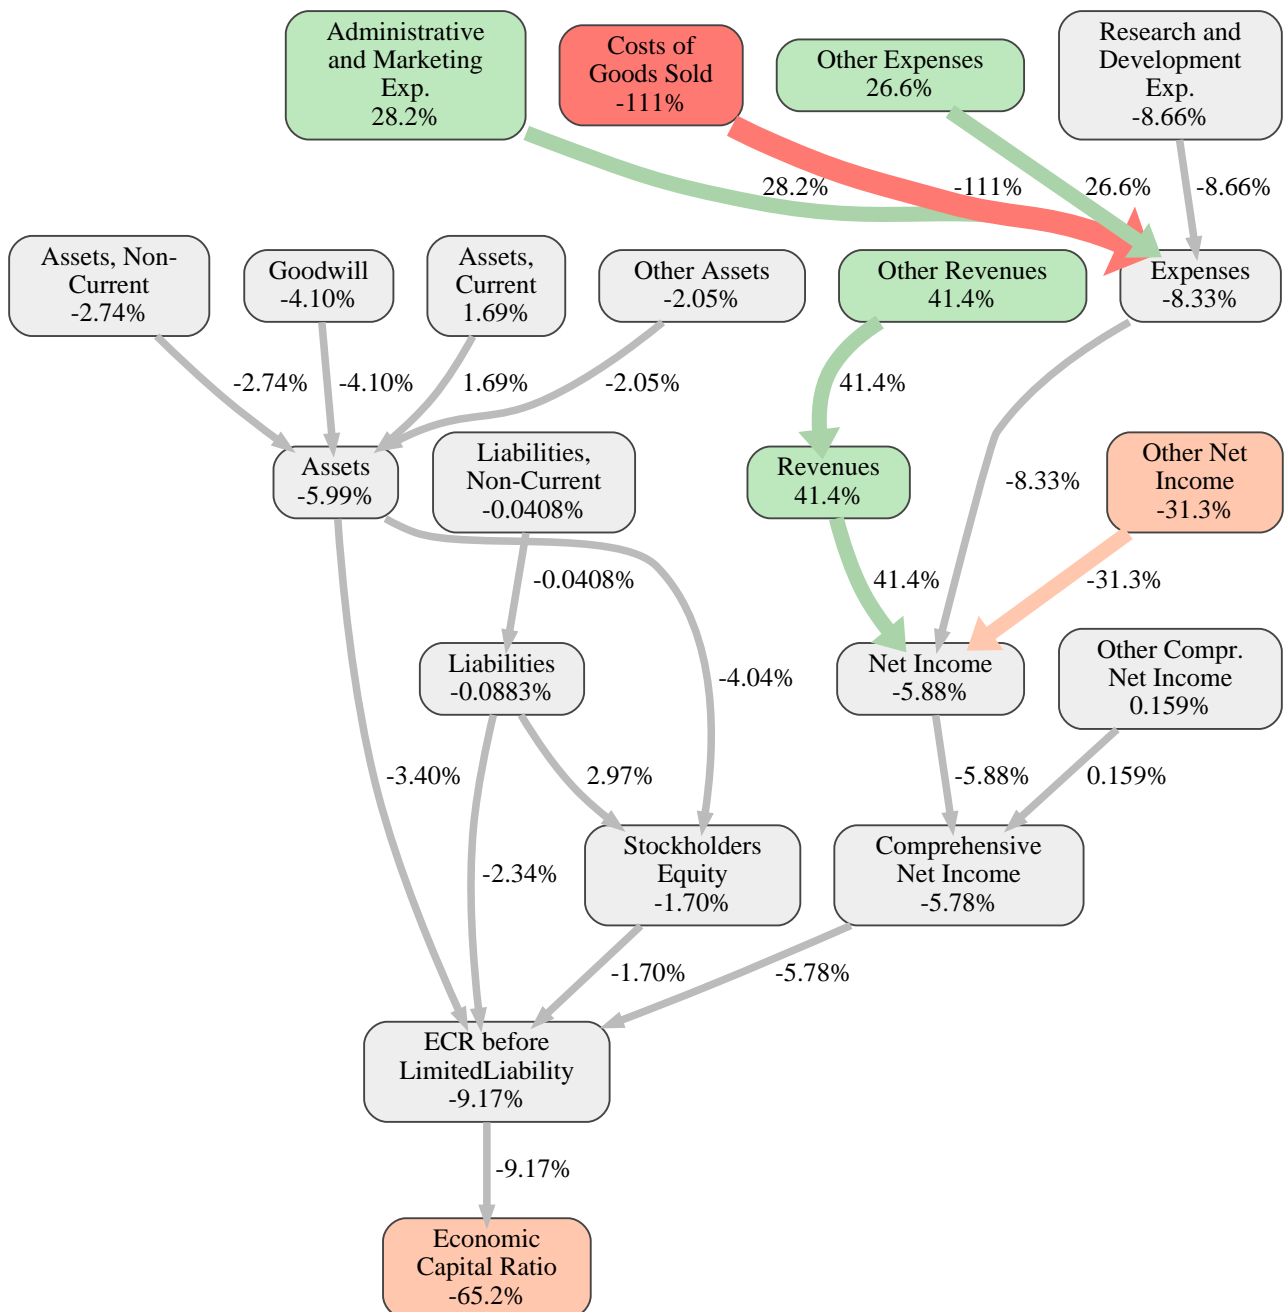 Administrative
and Marketing
Exp.
28.2%
Costs of
Goods Sold
-111%
Other Expenses
26.6%
Research and
Development
Exp.
-8.66%
28.2%
-111%
26.6%
-8.66%
Assets, Non-
Current
-2.74%
Goodwill
-4.10%
Assets,
Current
1.69%
Other Assets
-2.05%
Other Revenues
41.4%
Expenses
-8.33%
-2.74%
-4.10%
1.69%
-2.05%
41.4%
Assets
-5.99%
Liabilities,
Non-Current
-0.0408%
Revenues
41.4%
-8.33%
Other Net
Income
-31.3%
-0.0408%
41.4%
-31.3%
Liabilities
-0.0883%
-4.04%
Net Income
-5.88%
Other Compr.
Net Income
0.159%
-3.40%
2.97%
-5.88%
0.159%
-2.34%
Stockholders
Equity
-1.70%
Comprehensive
Net Income
-5.78%
-1.70%
-5.78%
ECR before
LimitedLiability
-9.17%
-9.17%
Economic
Capital Ratio
-65.2%